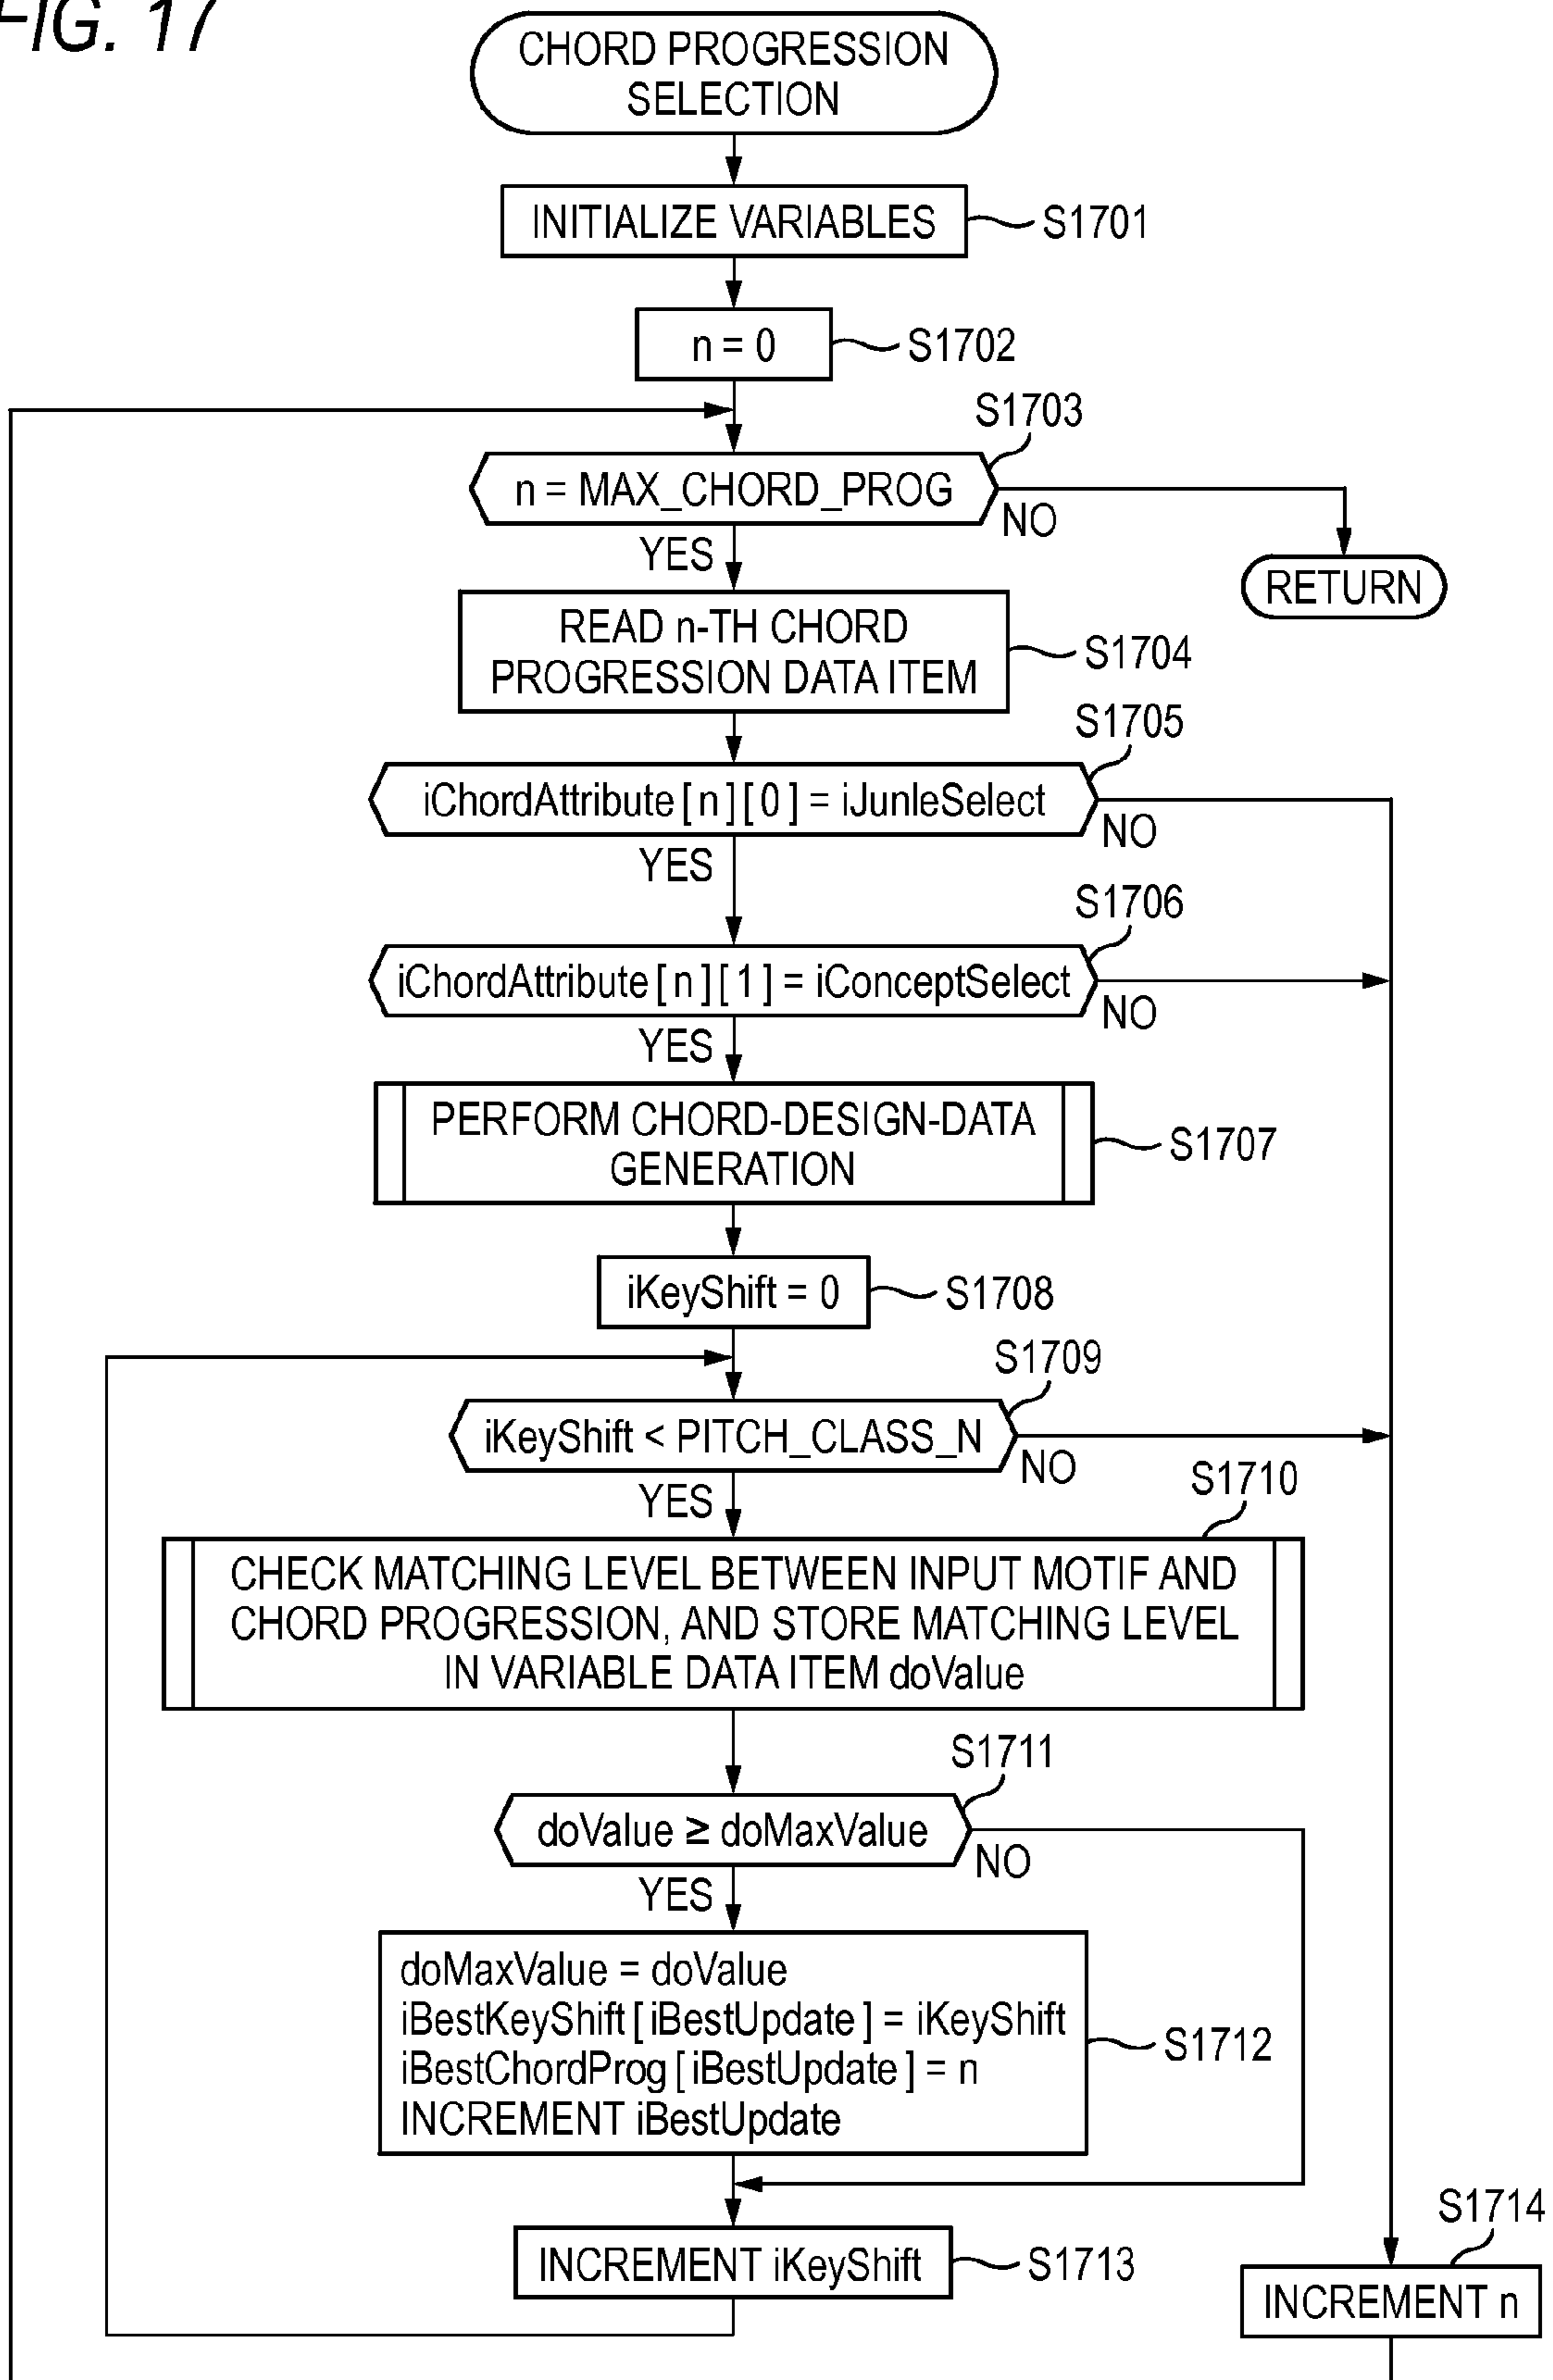 FIG. 17
CHORD PROGRESSION
SELECTION
INITIALIZE VARIABLES
S1701
n = 0
S1702
S1703
n = MAX_CHORD_PROG
NO
YES
RETURN
READ n-TH CHORD
PROGRESSION DATA ITEM
S1704
S1705
iChordAttribute[n][0] = iJunleSelect
NO
YES
S1706
iChordAttribute[n][1] = iConceptSelect
NO
YES
PERFORM CHORD-DESIGN-DATA
GENERATION
S1707
iKeyShift = 0
S1708
S1709
iKeyShift < PITCH_CLASS_N
NO
YES
S1710
CHECK MATCHING LEVEL BETWEEN INPUT MOTIF AND
CHORD PROGRESSION, AND STORE MATCHING LEVEL
IN VARIABLE DATA ITEM doValue
S1711
doValue ≥ doMaxValue
NO
YES
doMaxValue = doValue
iBestKeyShift[iBestUpdate] = iKeyShift
iBestChordProg[iBestUpdate] = n
INCREMENT iBestUpdate
S1712
INCREMENT iKeyShift
S1713
S1714
INCREMENT n